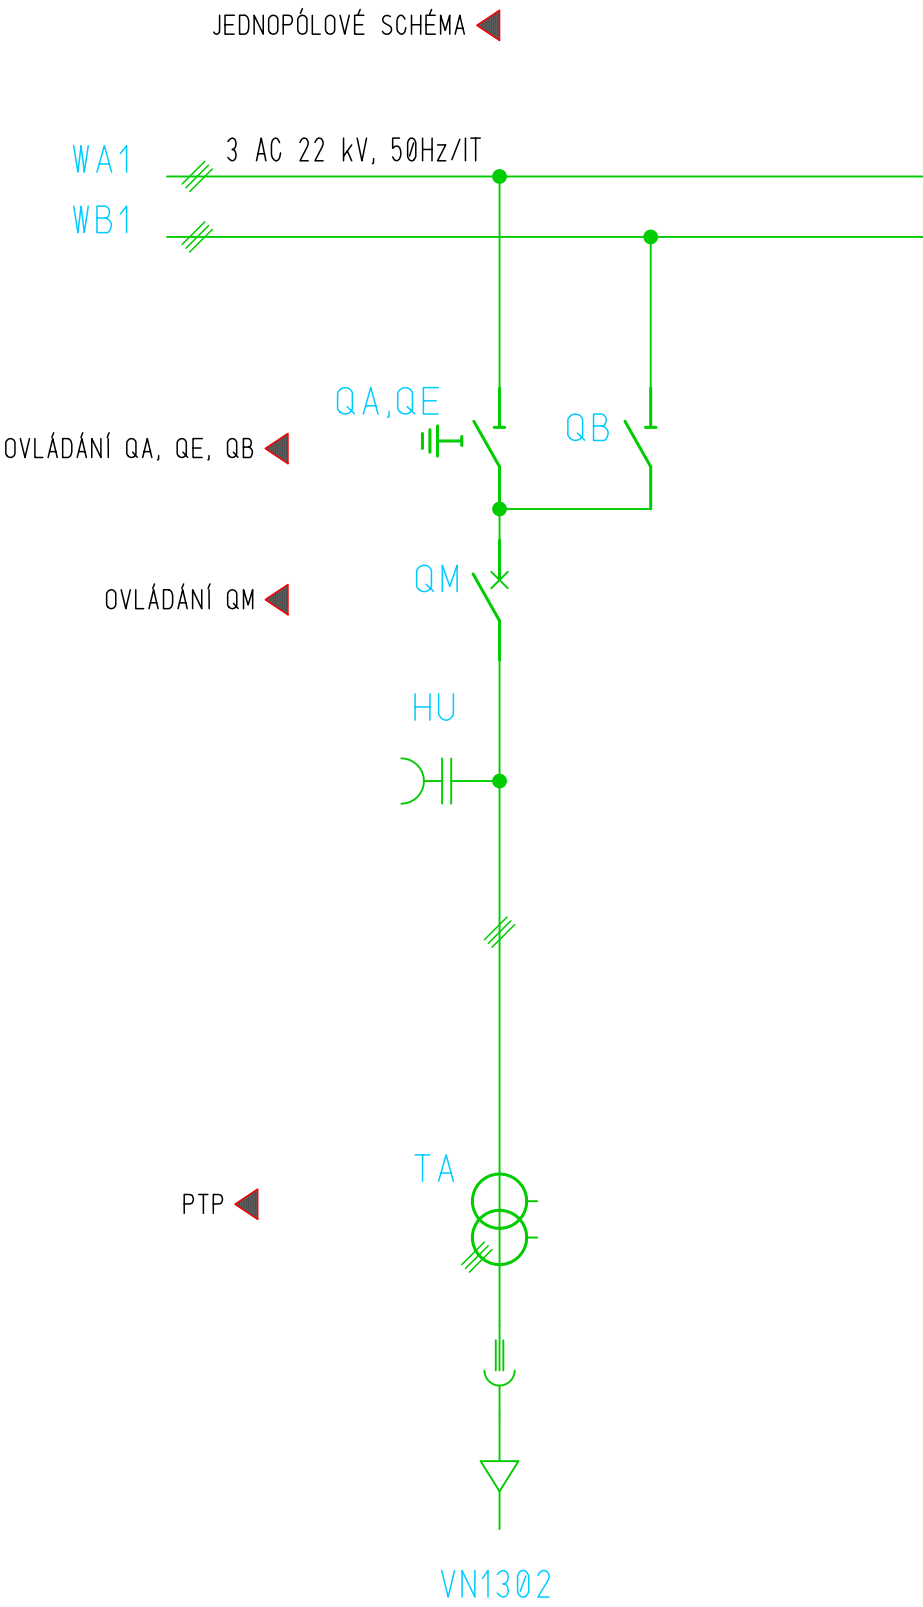 JEDNOPÓLOVÉ SCHÉMA
3 AC 22 kV, 50Hz/IT
WA1
WB1
QA,QE
QB
OVLÁDÁNÍ QA, QE, QB
QM
OVLÁDÁNÍ QM
HU
TA
PTP
VN1302